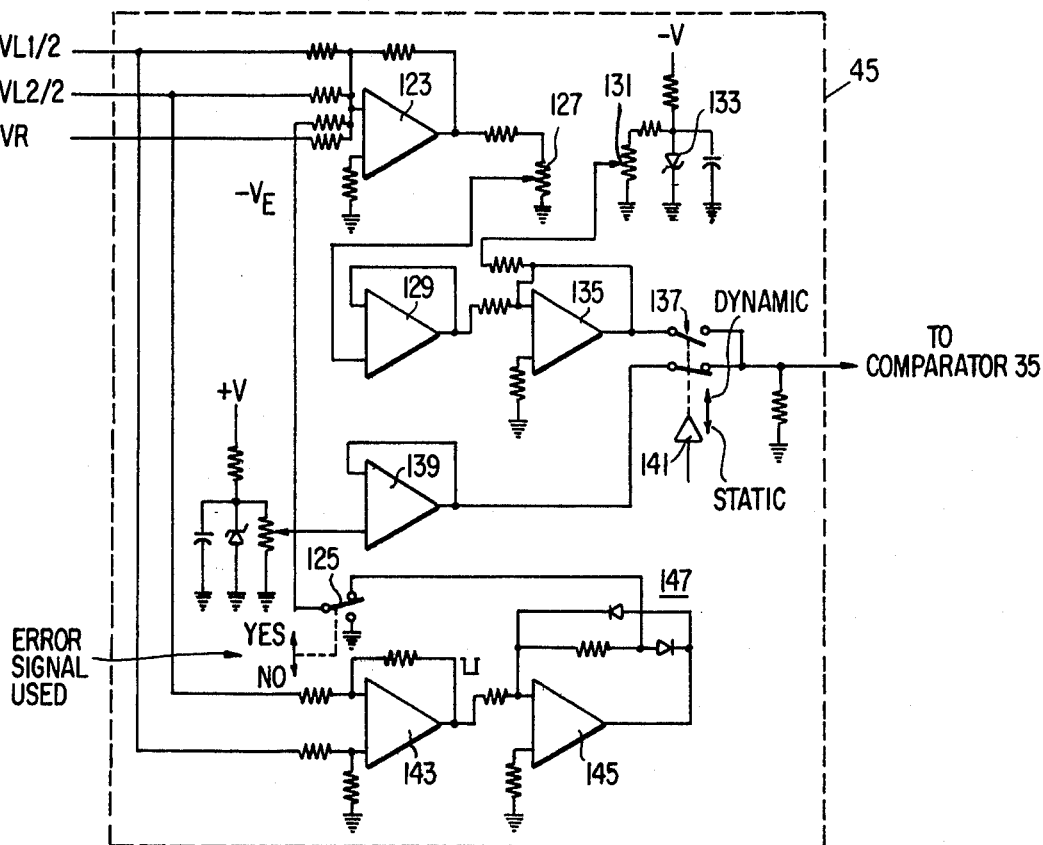 VL1/2
VL2/2
VR
-VE
123
127
131
-V
133
45
129
135
137
DYNAMIC
TO
COMPARATOR 35
141
STATIC
+V
139
125
147
ERROR
SIGNAL
USED
YES
NO
143
145